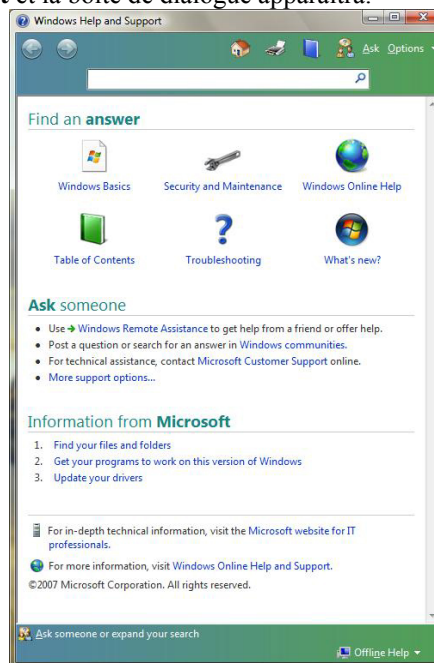 et la boîte de dialogue apparaîtra.
Windows Help and Support
Ask Options
Find an answer
Windows Basics Security and Maintenance Windows Online Help
Table of Contents Troubleshooting What's new?
Ask someone
• Use → Windows Remote Assistance to get help from a friend or offer help.
• Post a question or search for an answer in Windows communities.
• For technical assistance, contact Microsoft Customer Support online.
• More support options...
Information from Microsoft
1. Find your files and folders
2. Get your programs to work on this version of Windows
3. Update your drivers
For in-depth technical information, visit the Microsoft website for IT
professionals.
For more information, visit Windows Online Help and Support.
©2007 Microsoft Corporation. All rights reserved.
Ask someone or expand your search
Offline Help